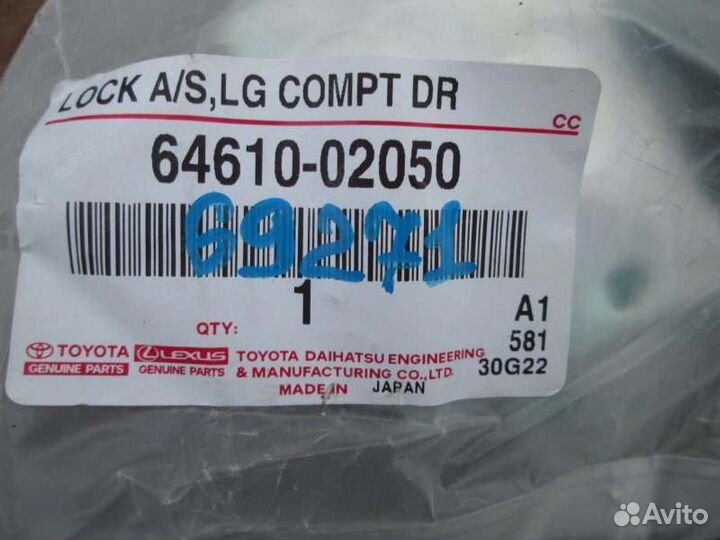 LOCK A/S,LG COMPT DR
CC
64610-02050
69271
1
QTY:
A1
581
30G22
TOYOTA
GENUINE PARTS
LEXUS
GENUINE PARTS
TOYOTA DAIHATSU ENGINEERING
& MANUFACTURING CO.,LTD.
MADE IN JAPAN
Avito